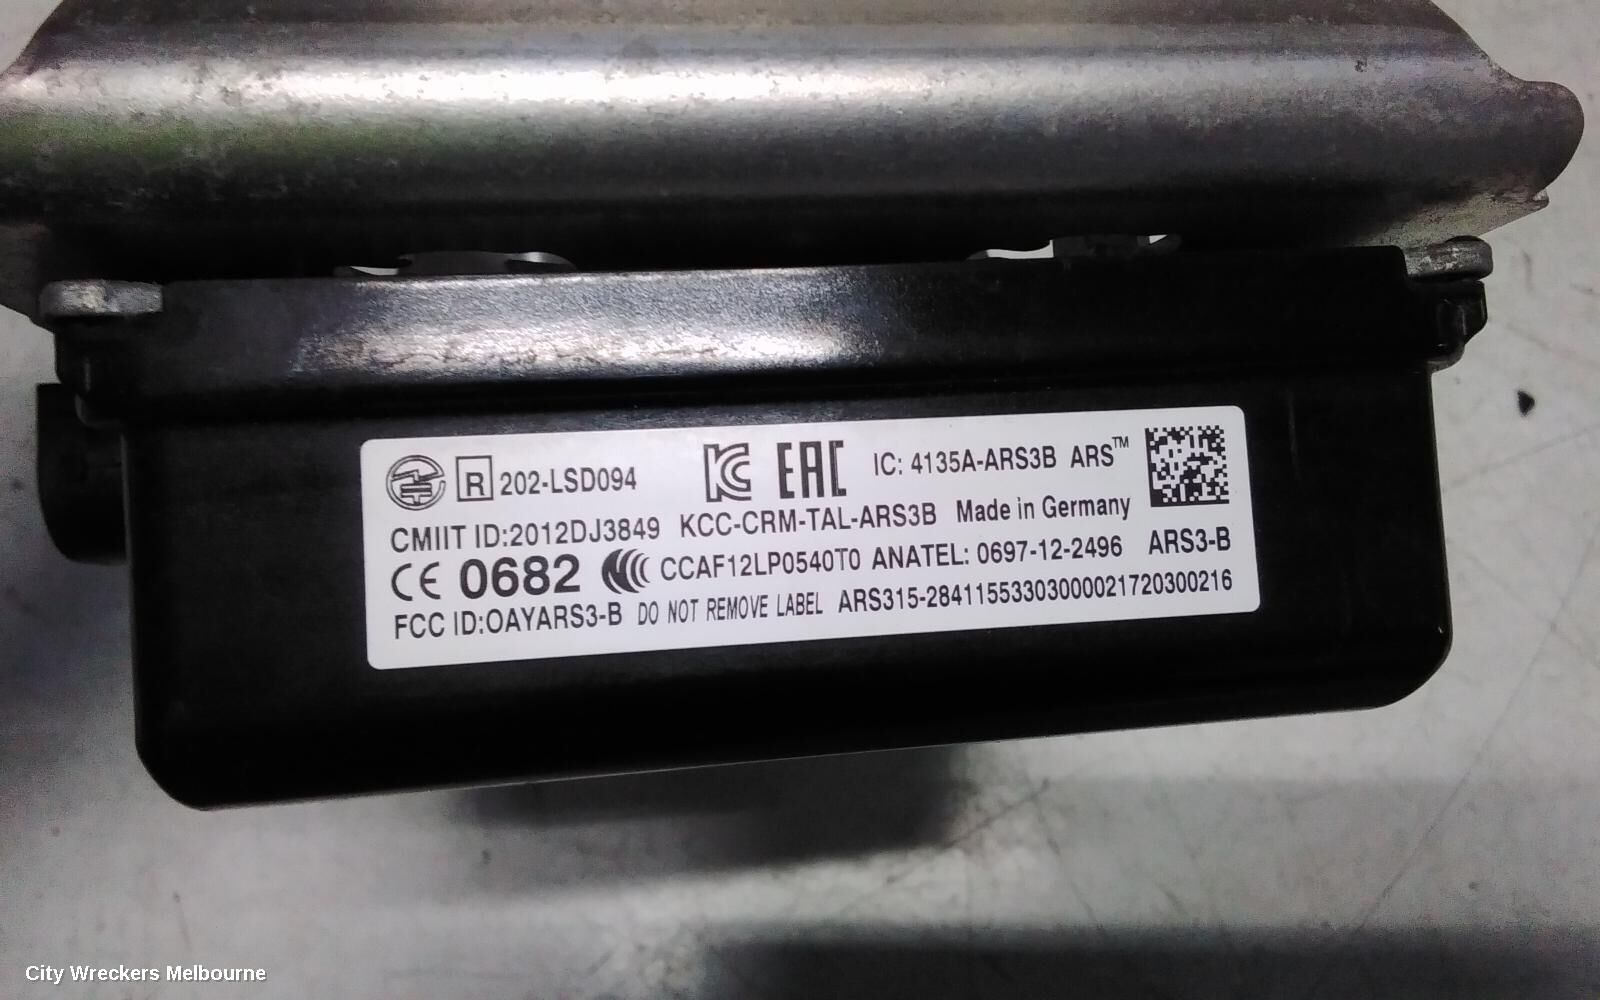 R 202-LSD094 EAC IC: 4135A-ARS3B ARS™
CMIIT ID:2012DJ3849 KCC-CRM-TAL-ARS3B Made in Germany
CE 0682 CCAF12LP0540T0 ANATEL: 0697-12-2496 ARS3-B
FCC ID:OAYARS3-B DO NOT REMOVE LABEL ARS315-28411553303000021720300216
City Wreckers Melbourne